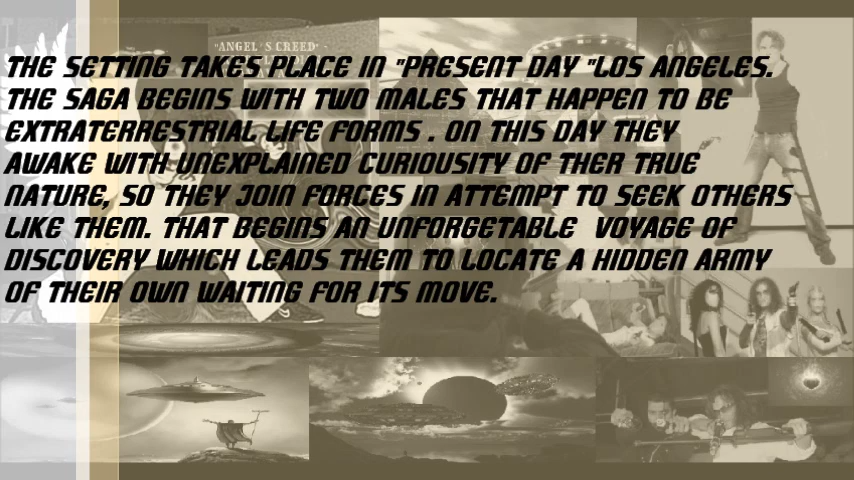 "ANGEL'S CREED"
THE SETTING TAKES PLACE IN "PRESENT DAY "LOS ANGELES.
THE SAGA BEGINS WITH TWO MALES THAT HAPPEN TO BE
EXTRATERRESTRIAL LIFE FORMS . ON THIS DAY THEY
AWAKE WITH UNEXPLAINED CURIOUSITY OF THER TRUE
NATURE, SO THEY JOIN FORCES IN ATTEMPT TO SEEK OTHERS
LIKE THEM. THAT BEGINS AN UNFORGETABLE VOYAGE OF
DISCOVERY WHICH LEADS THEM TO LOCATE A HIDDEN ARMY
OF THEIR OWN WAITING FOR ITS MOVE.